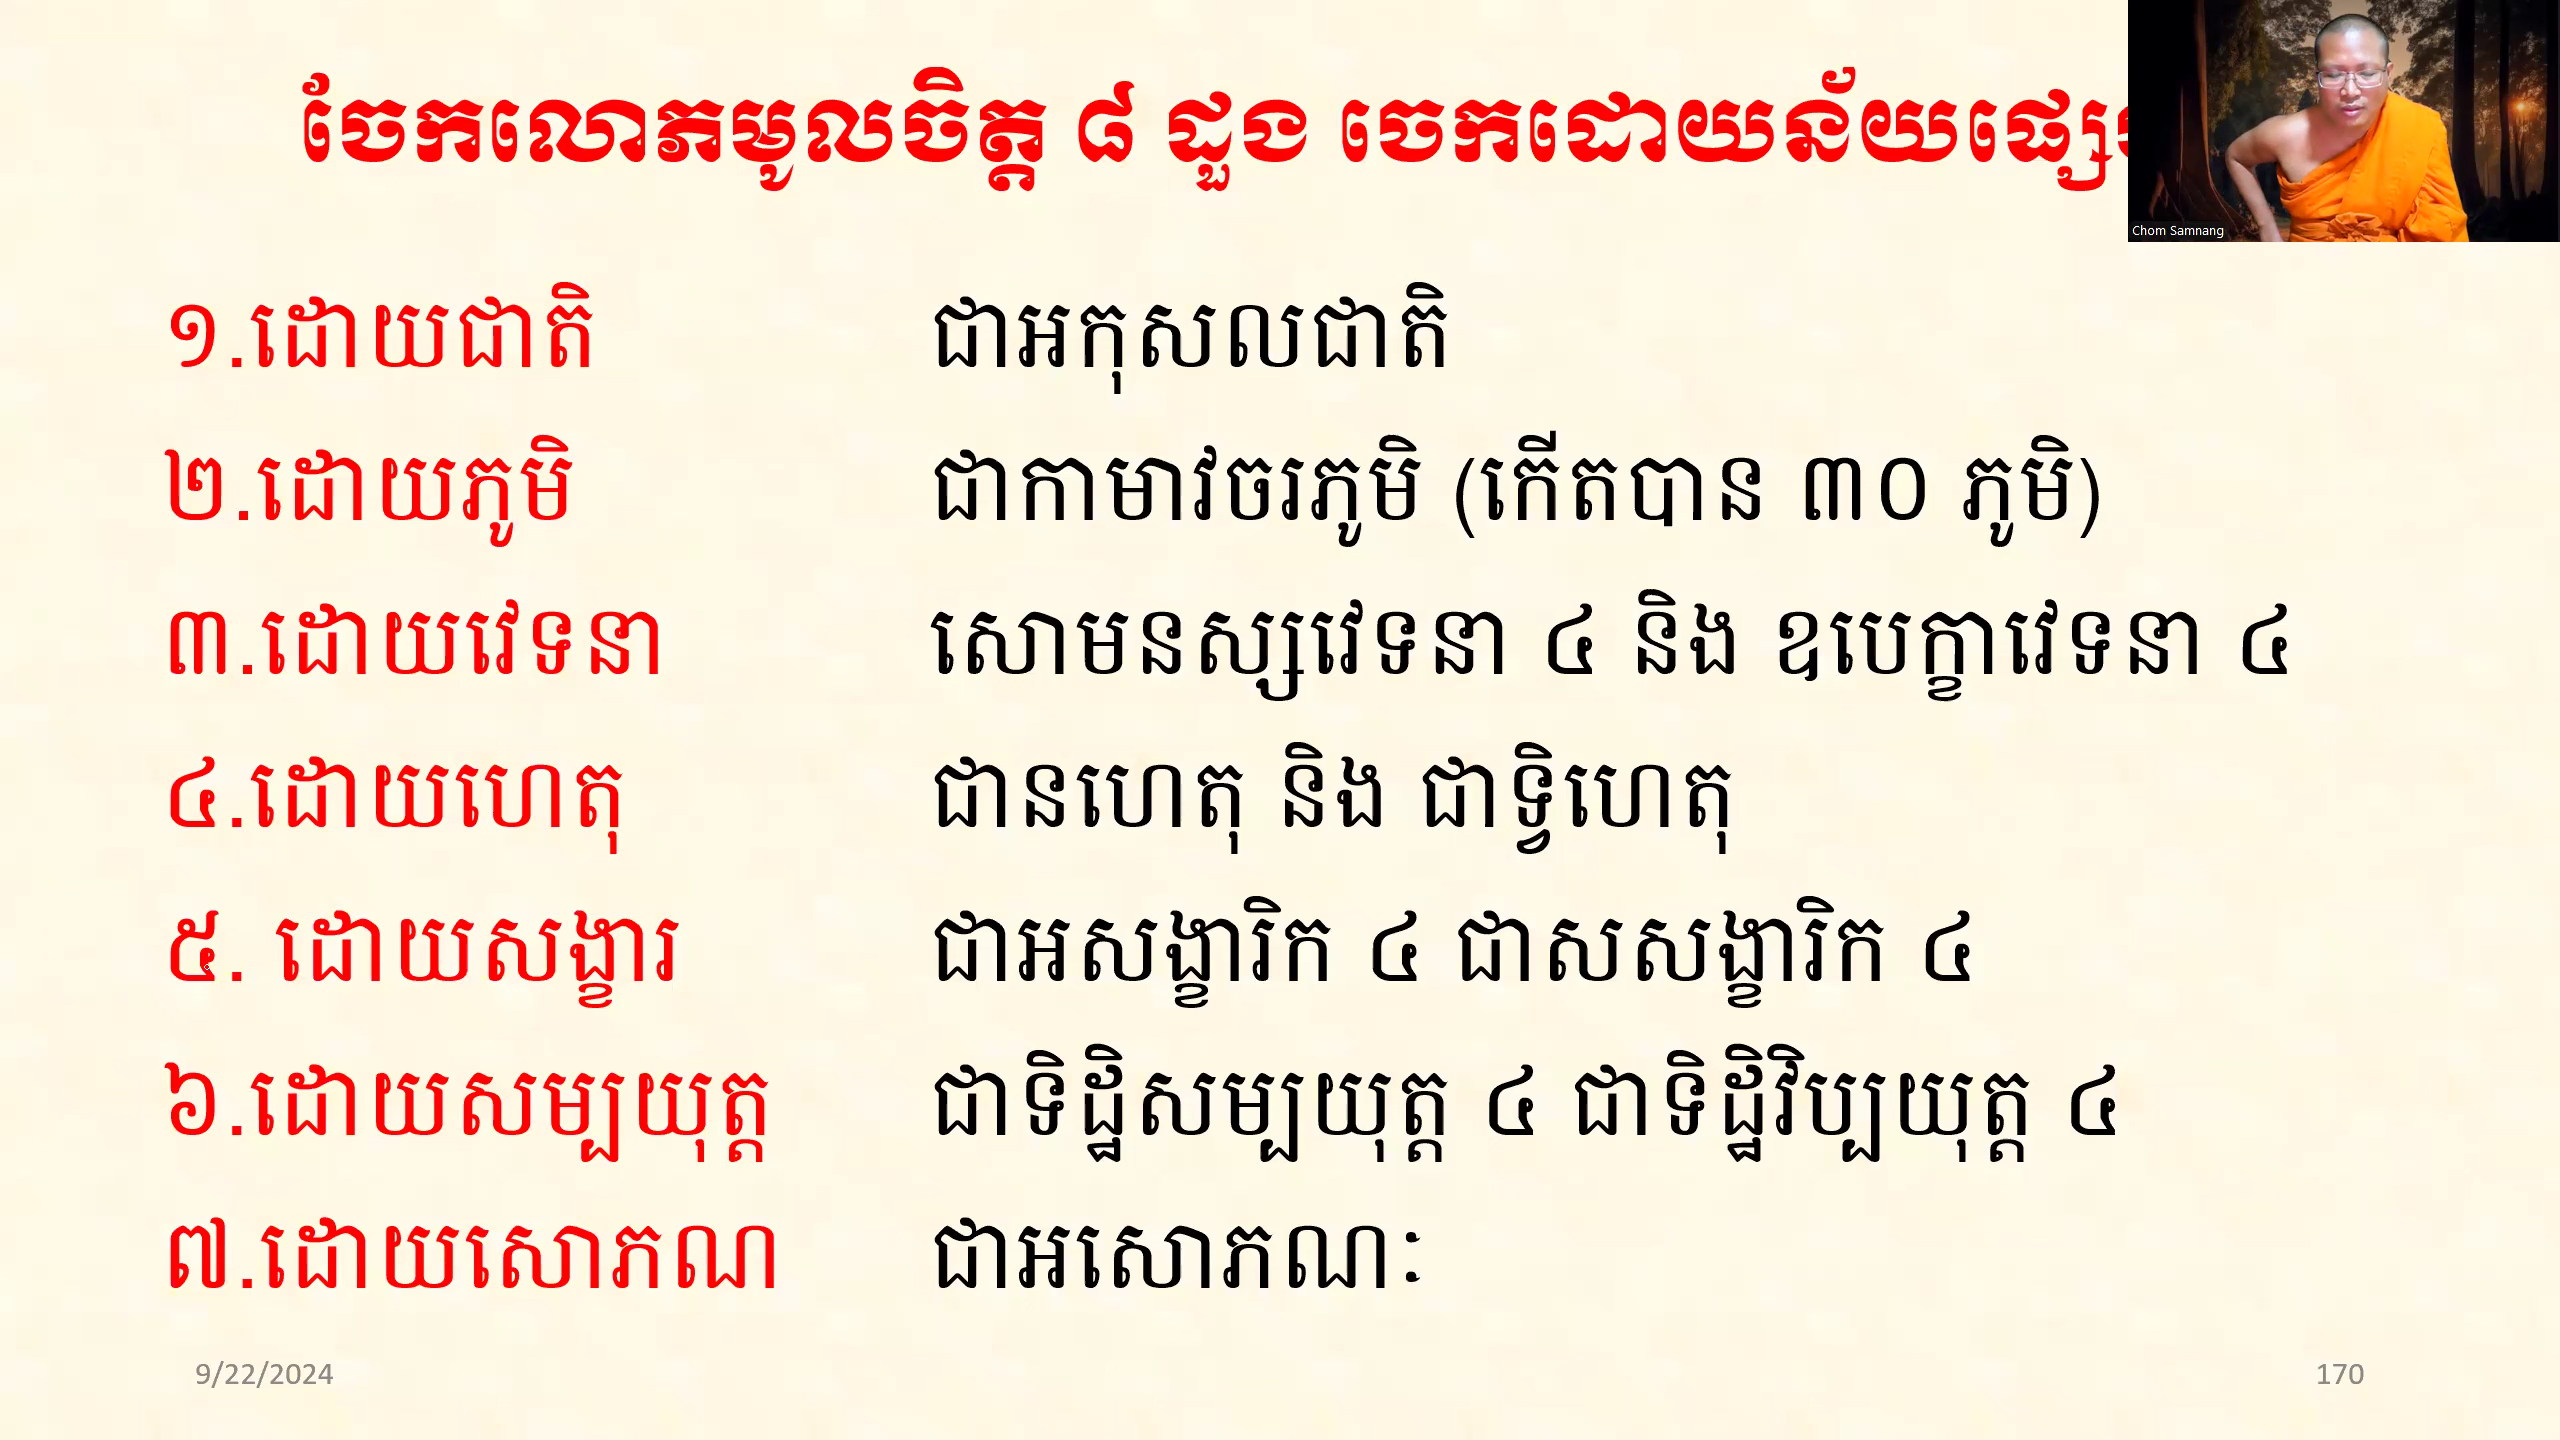 ចែកលោភមូលចិត្ត ៨ ដួង ចែកដោយន័យផ្សេ
Chom Samnang
១.ដោយជាតិ ជាអកុសលជាតិ
២.ដោយភូមិ ជាកាមាវចរភូមិ (កើតបាន ៣០ ភូមិ)
៣.ដោយវេទនា សោមនស្សវេទនា ៤ និង ឧបេក្ខាវេទនា ៤
៤.ដោយហេតុ ជានហេតុ និង ជាទ្វិហេតុ
៥. ដោយសង្ខារ ជាអសង្ខារិក ៤ ជាសសង្ខារិក ៤
៦.ដោយសម្បយុត្ត ជាទិដ្ឋិសម្បយុត្ត ៤ ជាទិដ្ឋិវិប្បយុត្ត ៤
៧.ដោយសោភណ ជាអសោភណៈ
9/22/2024 170